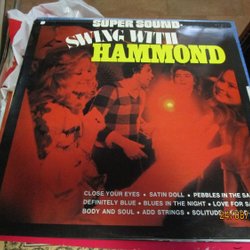 SUPER SOUND·
SWING WITH
HAMMOND
CLOSE YOUR EYES • SATIN DOLL • PEBBLES IN THE SA
DEFINITELY BLUE • BLUES IN THE NIGHT • LOVE FOR SA
BODY AND SOUL • ADD STRINGS • SOLITUDE